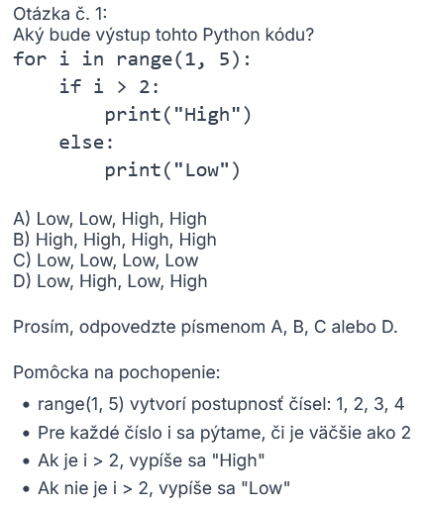 Otázka č. 1:
Aký bude výstup tohto Python kódu?
for i in range(1, 5):
    if i > 2:
        print("High")
    else:
        print("Low")
A) Low, Low, High, High
B) High, High, High, High
C) Low, Low, Low, Low
D) Low, High, Low, High
Prosím, odpovedzte písmenom A, B, C alebo D.
Pomôcka na pochopenie:
• range(1, 5) vytvorí postupnosť čísel: 1, 2, 3, 4
• Pre každé číslo i sa pýtame, či je väčšie ako 2
• Ak je i > 2, vypíše sa "High"
• Ak nie je i > 2, vypíše sa "Low"